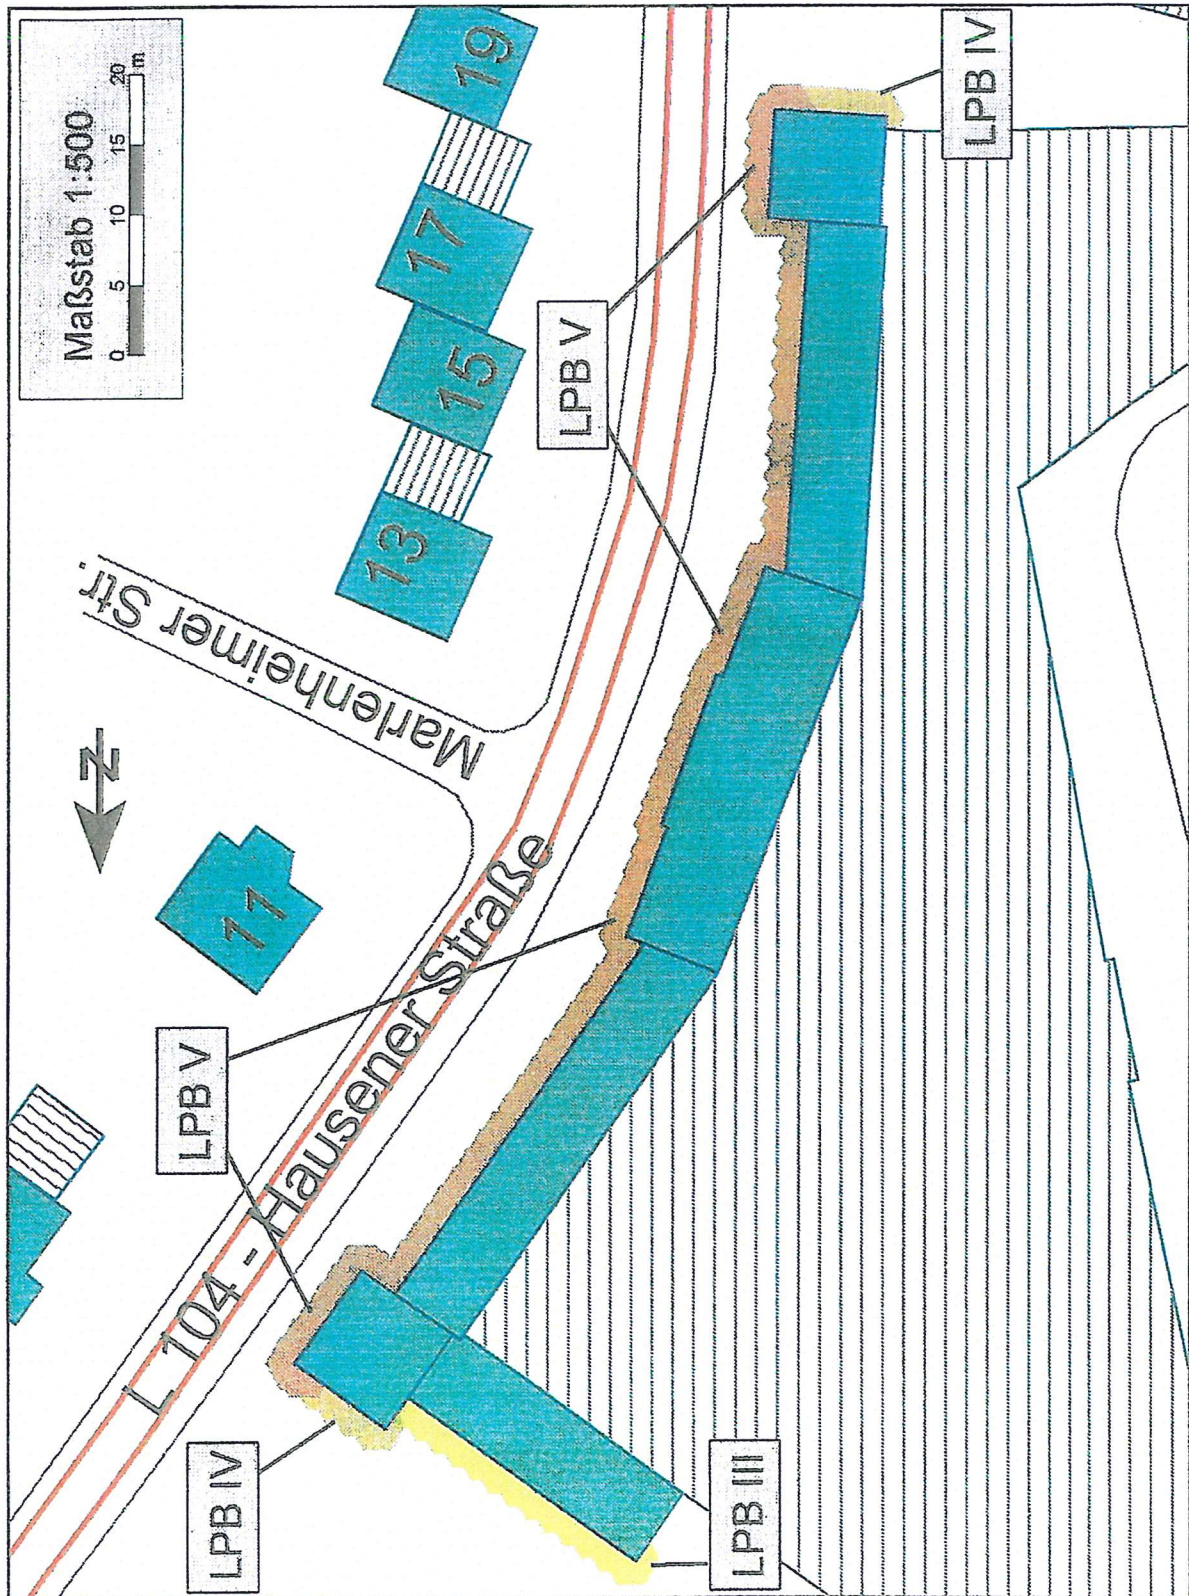 Maßstab 1:500
0 5 10 15 20 m
19
17
15
13
Marlenheimer Str.
N
11
L 104 - Hausener Straße
LPB IV
LPB V
LPB V
LPB IV
LPB III